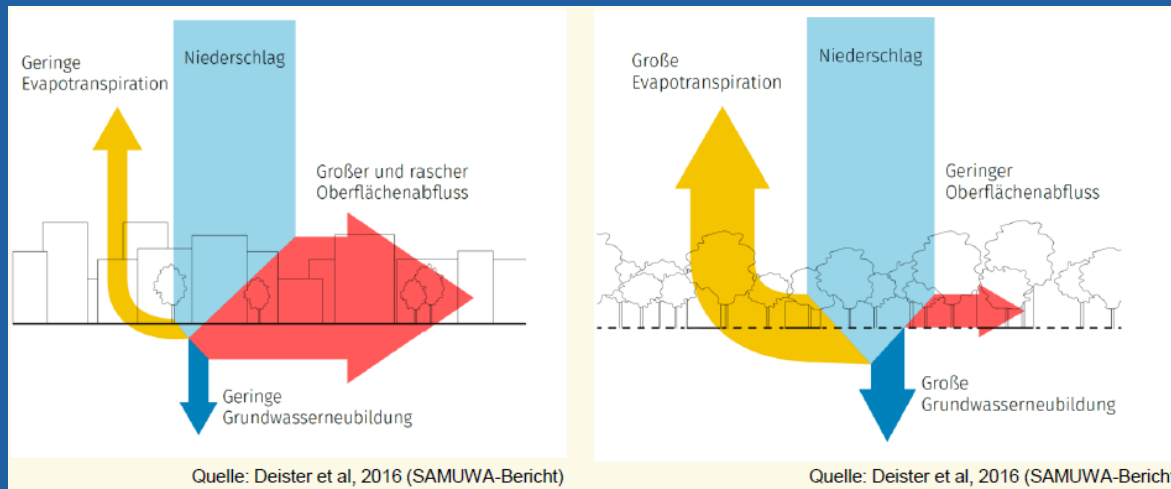 Geringe
Evapotranspiration
Niederschlag
Großer und rascher
Oberflächenabfluss
Geringe
Grundwasserneubildung
Quelle: Deister et al, 2016 (SAMUWA-Bericht)
Große
Evapotranspiration
Niederschlag
Geringer
Oberflächenabfluss
Große
Grundwasserneubildung
Quelle: Deister et al, 2016 (SAMUWA-Bericht